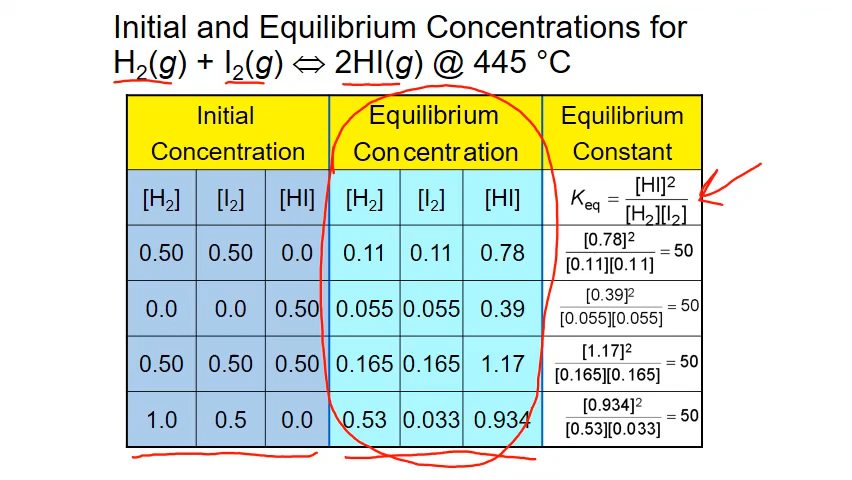 Initial and Equilibrium Concentrations for
H₂(g) + I₂(g) ⇔ 2HI(g) @ 445 °C
Initial Concentration Equilibrium Concentration Equilibrium Constant
[H₂] [I₂] [HI] [H₂] [I₂] [HI] Keq = [HI]² / [H₂][I₂]
0.50 0.50 0.0 0.11 0.11 0.78 [0.78]² / [0.11][0.11] = 50
0.0 0.0 0.50 0.055 0.055 0.39 [0.39]² / [0.055][0.055] = 50
0.50 0.50 0.50 0.165 0.165 1.17 [1.17]² / [0.165][0.165] = 50
1.0 0.5 0.0 0.53 0.033 0.934 [0.934]² / [0.53][0.033] = 50